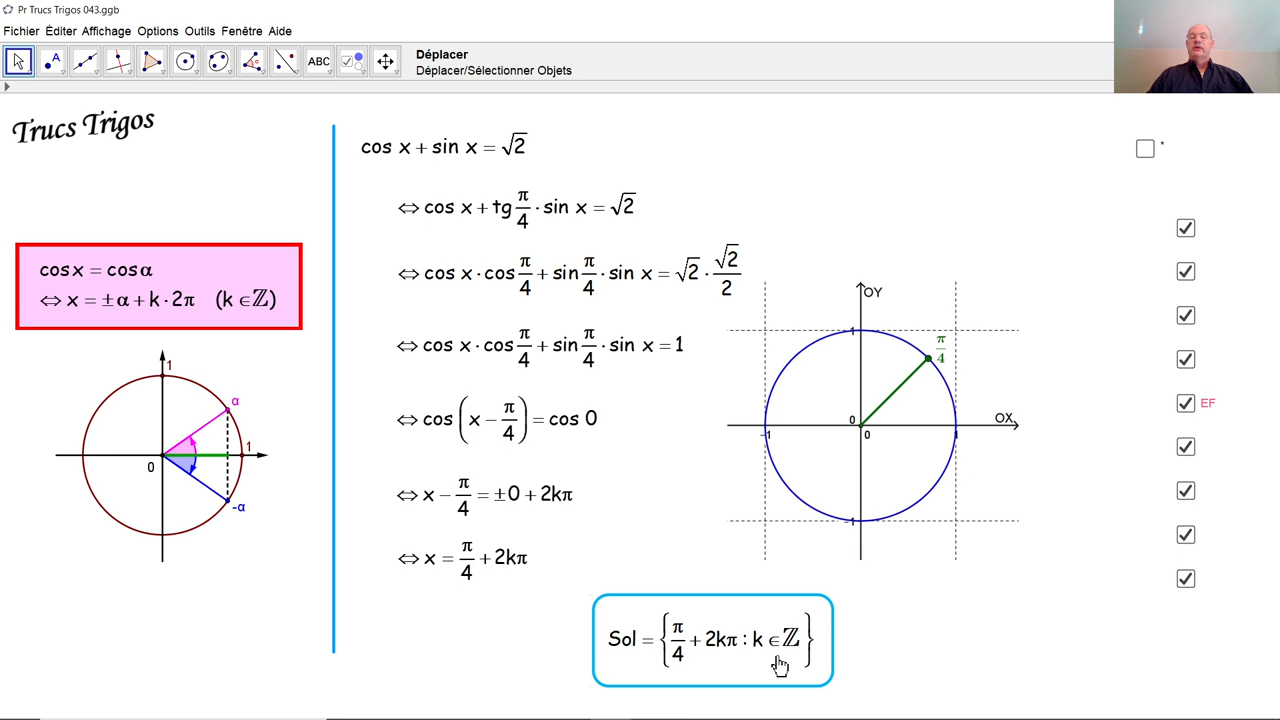 Pr Trucs Trigos 043.ggb
Fichier Éditer Affichage Options Outils Fenêtre Aide
A
ABC
Déplacer
Déplacer/Sélectionner Objets
Trucs Trigos
cos x = cos α
⇔ x = ± α + k · 2π (k ∈ ℤ)
1
α
1
0
-α
cos x + sin x = √2
⇔ cos x + tg π/4 · sin x = √2
⇔ cos x · cos π/4 + sin π/4 · sin x = √2 · √2/2
⇔ cos x · cos π/4 + sin π/4 · sin x = 1
⇔ cos (x − π/4) = cos 0
⇔ x − π/4 = ±0 + 2kπ
⇔ x = π/4 + 2kπ
Sol = {π/4 + 2kπ : k ∈ ℤ}
OY
1
π/4
OX
0
−1
0
1
−1
*
EF